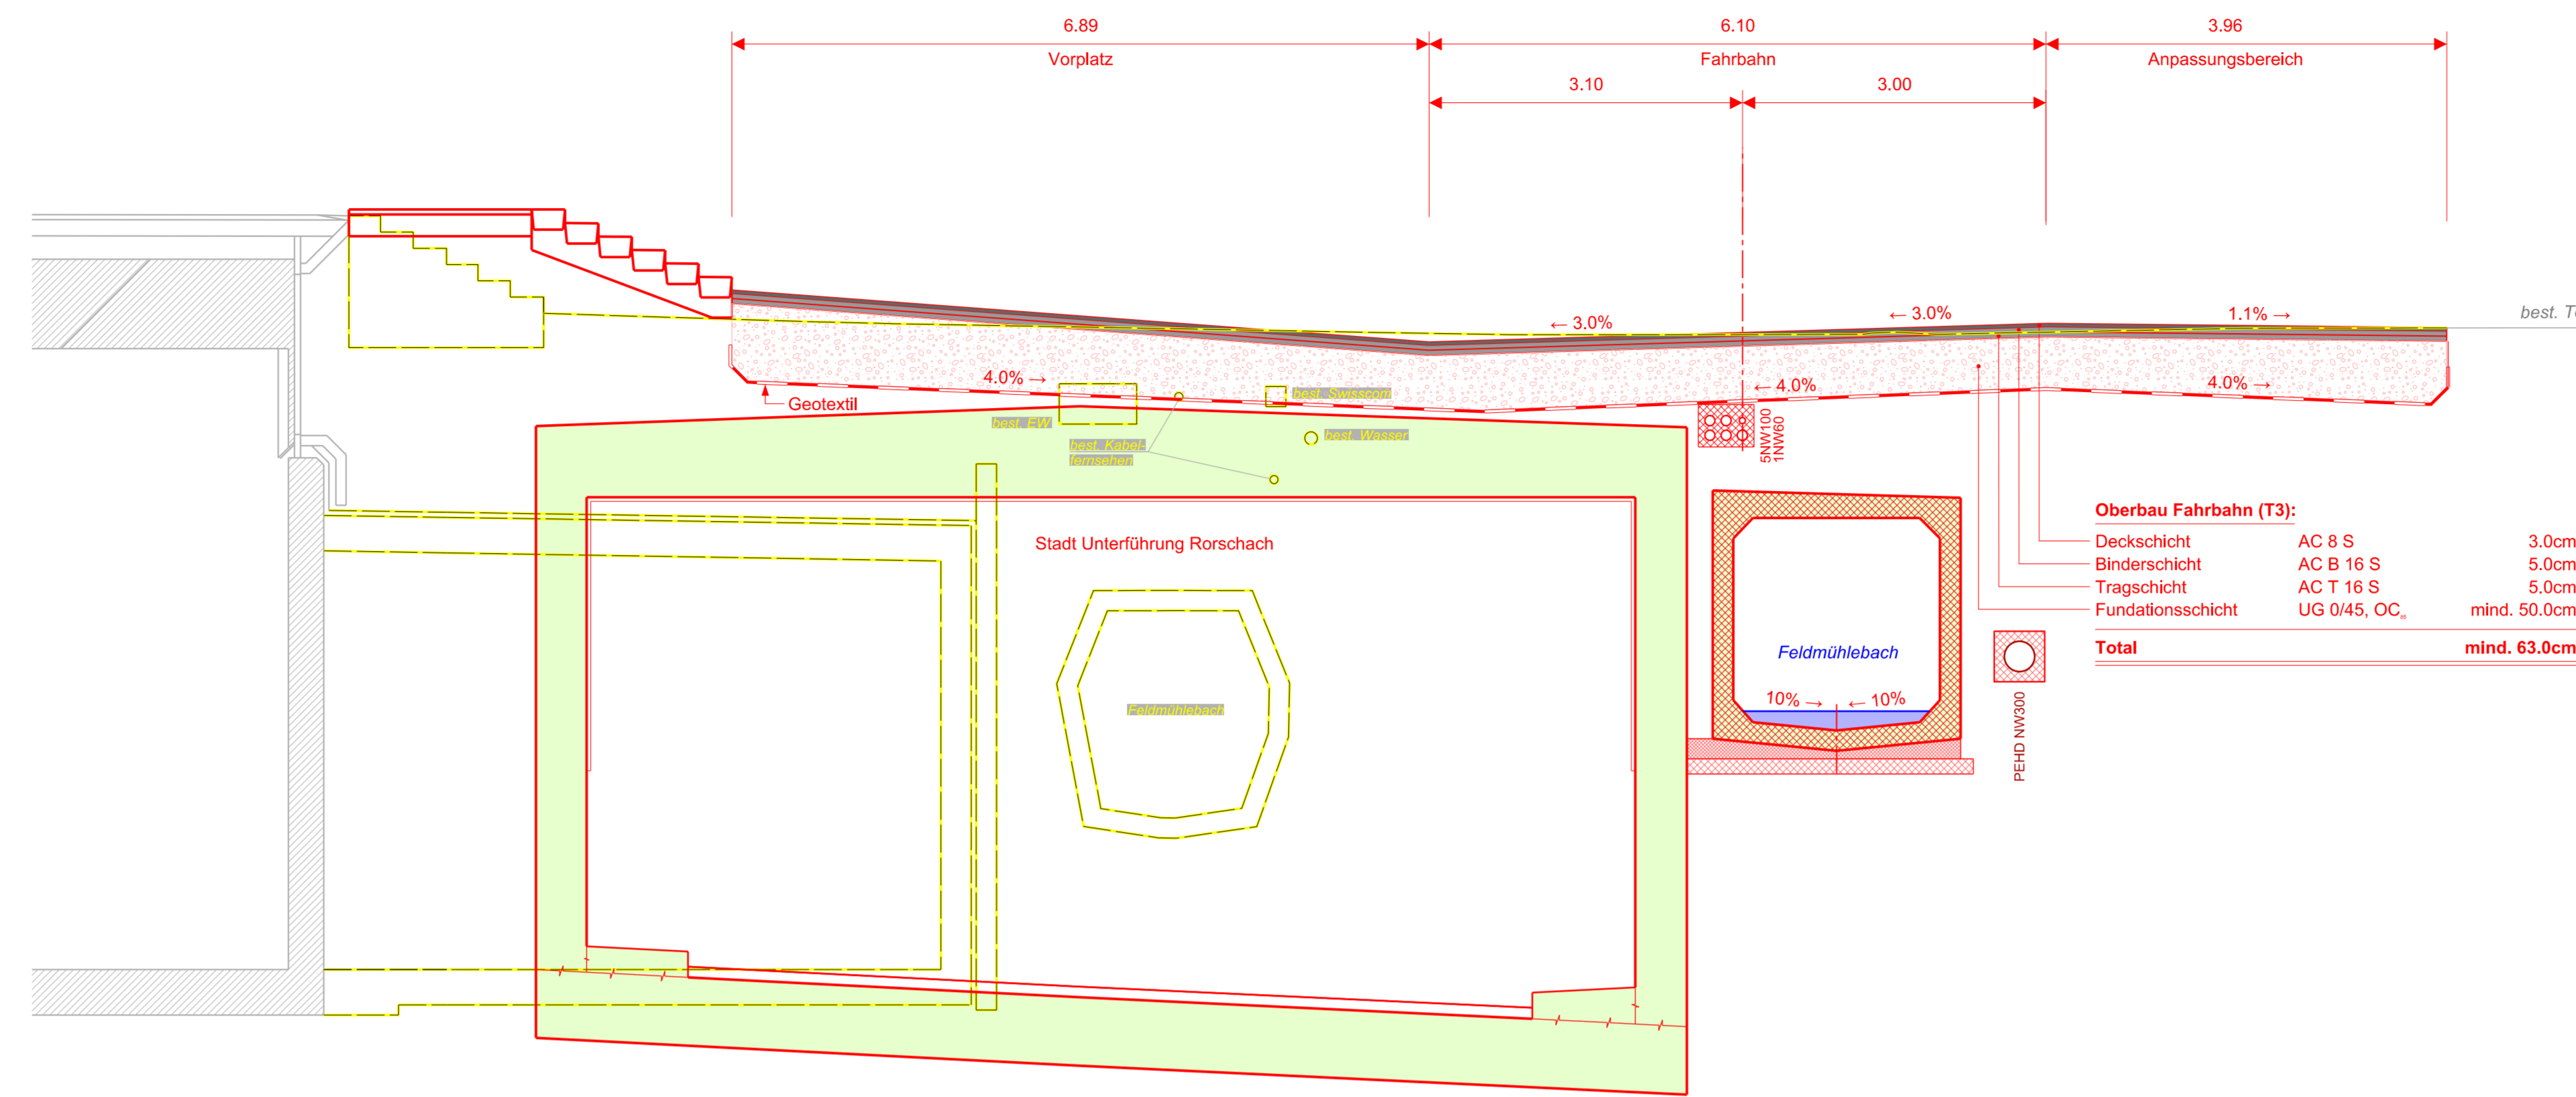 6.89
6.10
3.96
Vorplatz
Fahrbahn
Anpassungsbereich
3.10
3.00
← 3.0%
← 3.0%
1.1% →
best.
4.0% →
← 4.0%
4.0% →
Geotextil
best. Swisscom
best. EW
best. Wasser
best. Kabel-
fernsehen
5NW100
1NW60
Stadt Unterführung Rorschach
Oberbau Fahrbahn (T3):
Deckschicht AC 8 S 3.0cm
Binderschicht AC B 16 S 5.0cm
Tragschicht AC T 16 S 5.0cm
Fundationsschicht UG 0/45, OC mind. 50.0cm
Total mind. 63.0cm
Feldmühlebach
Feldmühlebach
10% →
← 10%
PEHD NW300